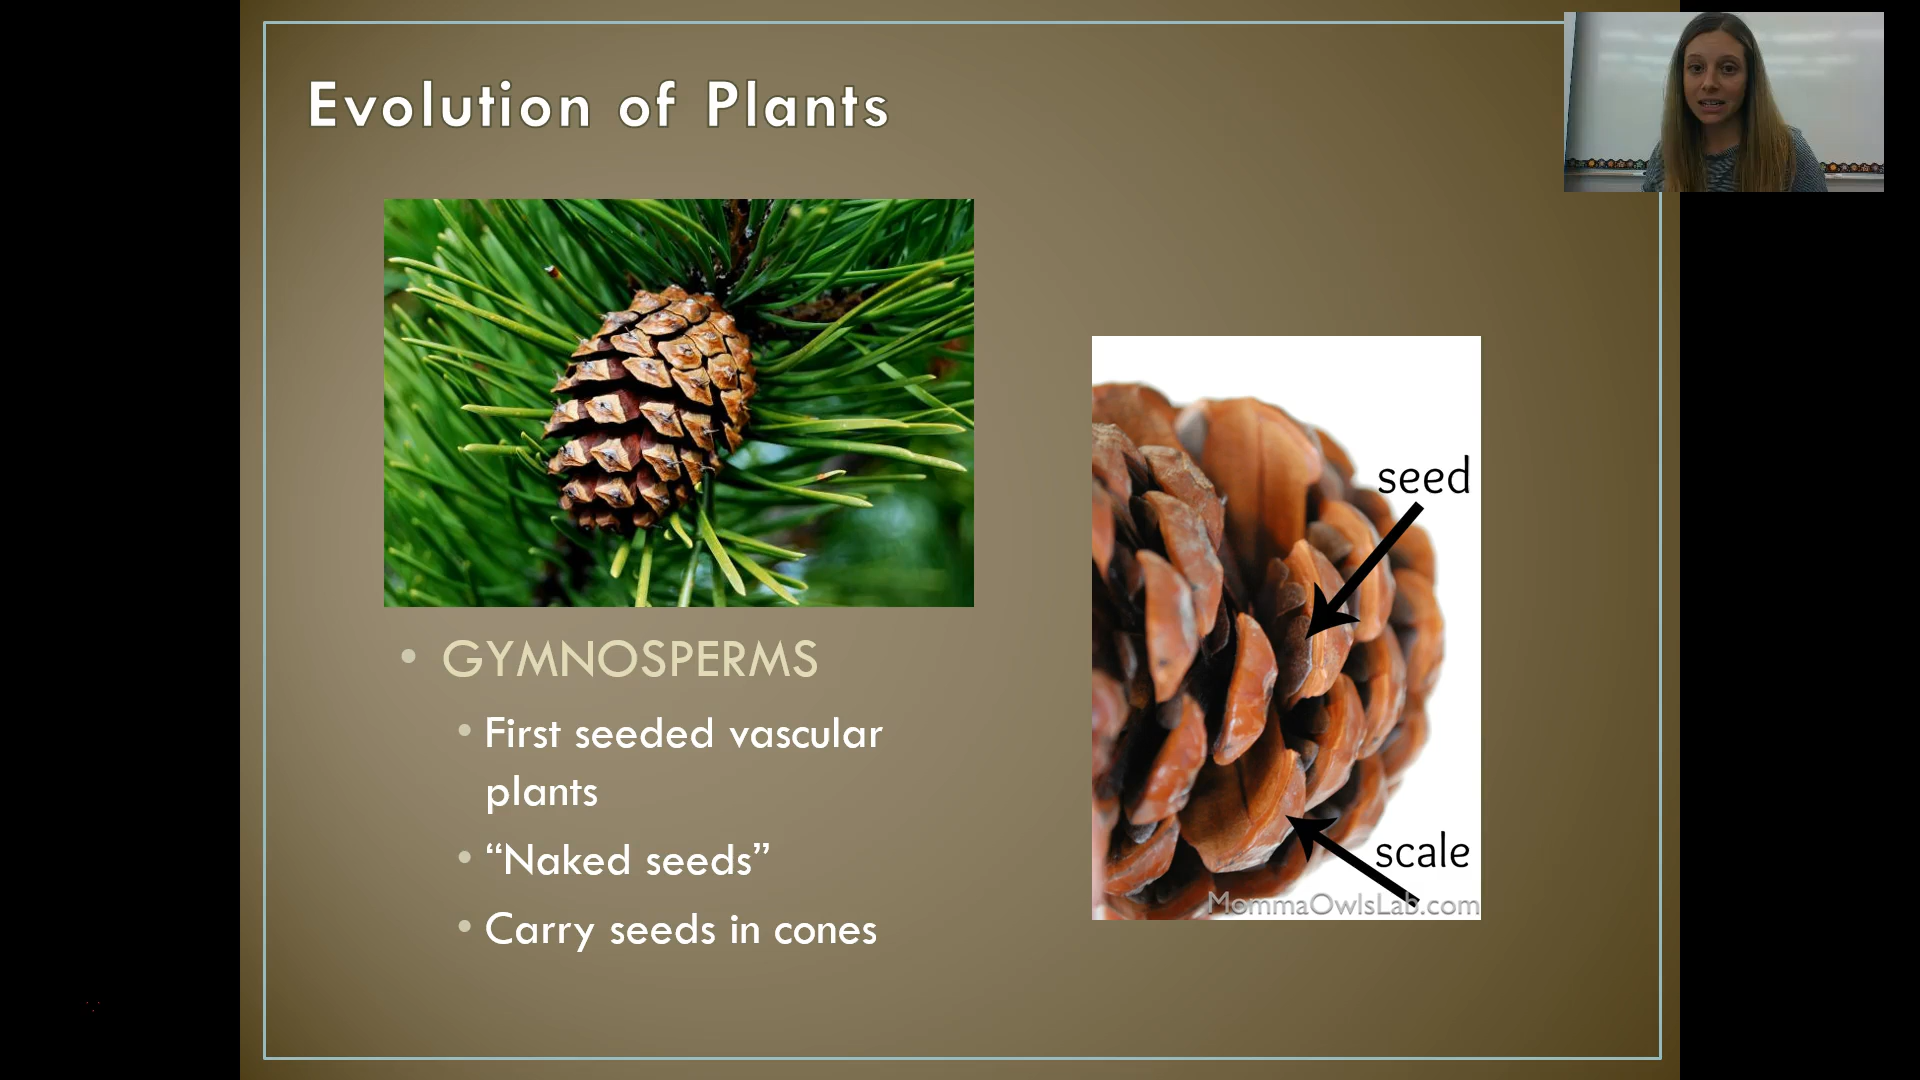 Evolution of Plants
• GYMNOSPERMS
• First seeded vascular
plants
• “Naked seeds”
• Carry seeds in cones
seed
scale
MommaOwlsLab.com